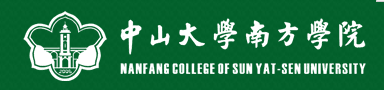 中山大學南方學院
NANFANG COLLEGE OF SUN YAT-SEN UNIVERSITY